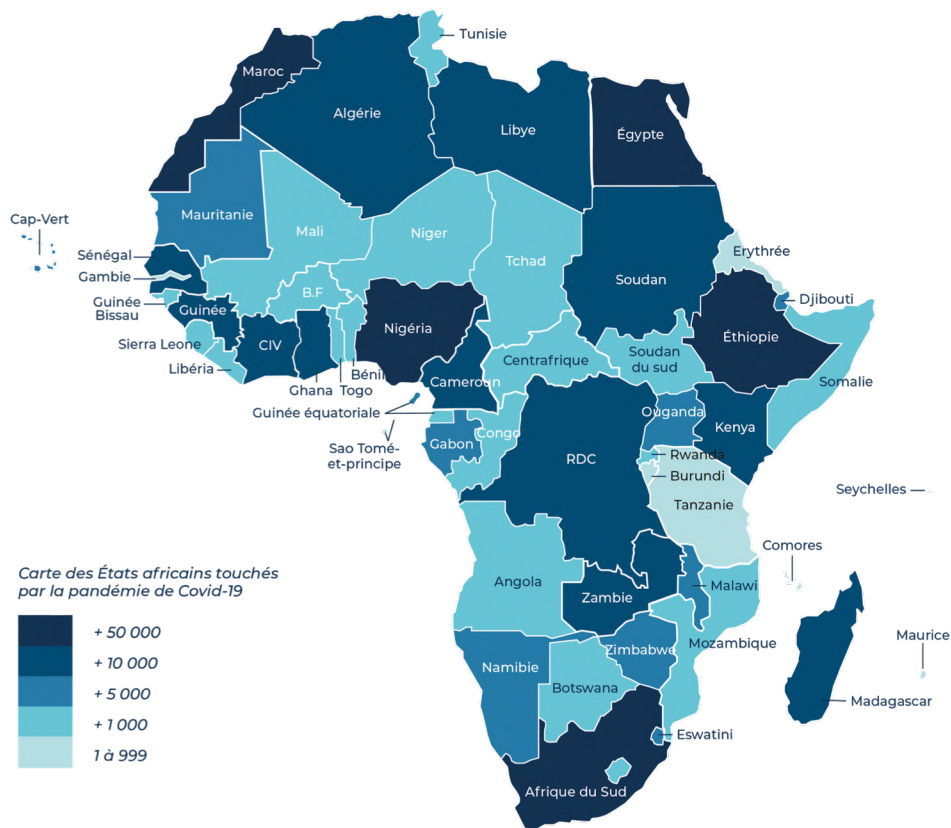 Tunisie
Maroc
Algérie
Libye
Égypte
Cap-Vert
Mauritanie
Mali
Niger
Tchad
Soudan
Erythrée
Sénégal
Gambie
Guinée
Bissau
Guinée
B.F
Nigéria
Djibouti
Éthiopie
Sierra Leone
CIV
Libéria
Ghana
Togo
Bénin
Cameroun
Centrafrique
Soudan
du sud
Somalie
Guinée équatoriale
Sao Tomé-
et-principe
Gabon
Congo
RDC
Ouganda
Kenya
Rwanda
Burundi
Tanzanie
Seychelles
Comores
Angola
Zambie
Malawi
Mozambique
Maurice
Namibie
Zimbabwe
Botswana
Madagascar
Eswatini
Afrique du Sud
Carte des États africains touchés
par la pandémie de Covid-19
+ 50 000
+ 10 000
+ 5 000
+ 1 000
1 à 999